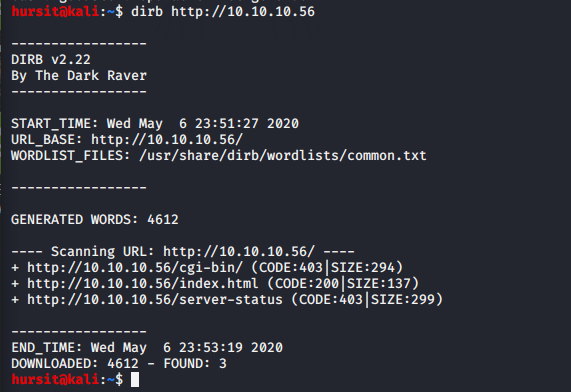 hursit@kali:~$ dirb http://10.10.10.56
-----------------
DIRB v2.22
By The Dark Raver
-----------------
START_TIME: Wed May  6 23:51:27 2020
URL_BASE: http://10.10.10.56/
WORDLIST_FILES: /usr/share/dirb/wordlists/common.txt
-----------------
GENERATED WORDS: 4612
---- Scanning URL: http://10.10.10.56/ ----
+ http://10.10.10.56/cgi-bin/ (CODE:403|SIZE:294)
+ http://10.10.10.56/index.html (CODE:200|SIZE:137)
+ http://10.10.10.56/server-status (CODE:403|SIZE:299)
-----------------
END_TIME: Wed May  6 23:53:19 2020
DOWNLOADED: 4612 - FOUND: 3
hursit@kali:~$